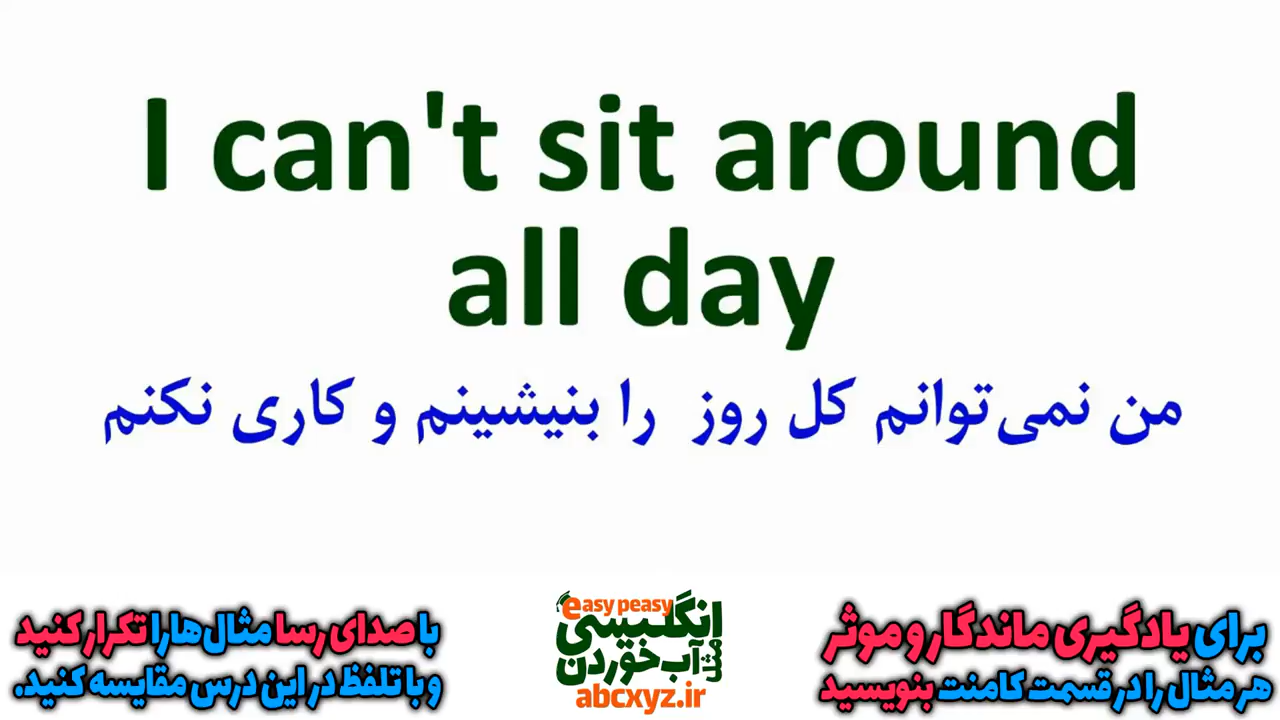 I can't sit around
all day
من نمی‌توانم کل روز را بنیشینم و کاری نکنم
برای یادگیری ماندگار و موثر
هر مثال را در قسمت کامنت بنویسید
easy peasy
انگلیسی
مثل آب خوردن
abcxyz.ir
با صدای رسا مثال‌ها را تکرار کنید
و با تلفظ در این درس مقایسه کنید.